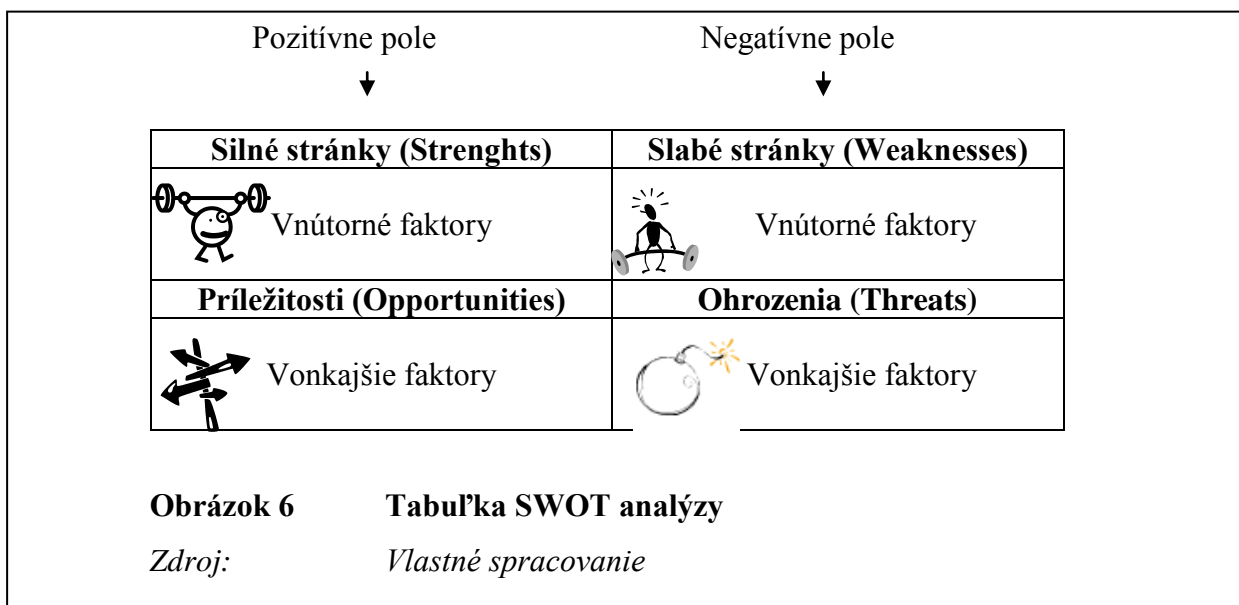 Pozitívne pole Negatívne pole
Silné stránky (Strenghts) Slabé stránky (Weaknesses)
Vnútorné faktory Vnútorné faktory
Príležitosti (Opportunities) Ohrozenia (Threats)
Vonkajšie faktory Vonkajšie faktory
Obrázok 6 Tabuľka SWOT analýzy
Zdroj: Vlastné spracovanie